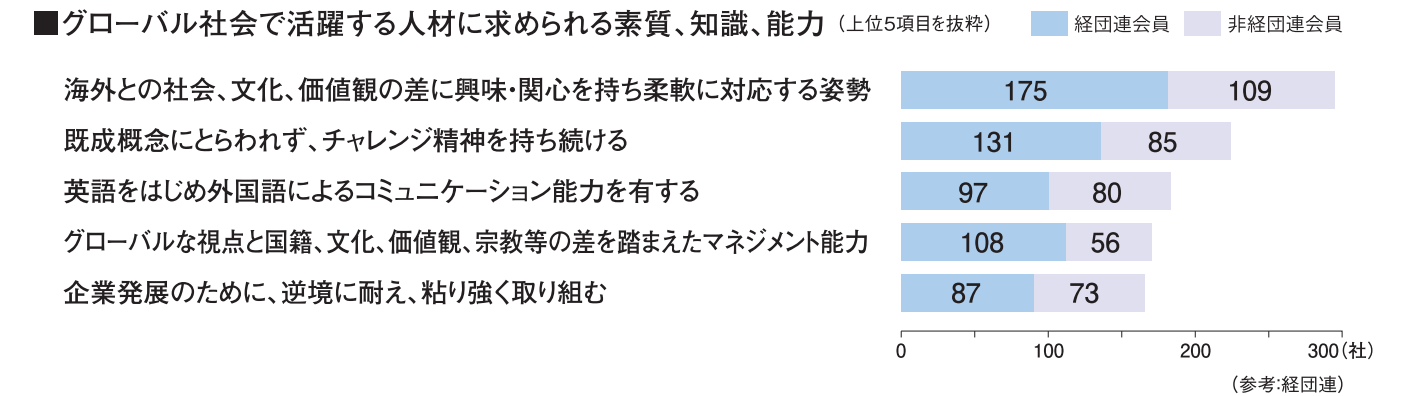 ■グローバル社会で活躍する人材に求められる素質、知識、能力（上位5項目を抜粋） 経団連会員 非経団連会員
海外との社会、文化、価値観の差に興味・関心を持ち柔軟に対応する姿勢 175 109
既成概念にとらわれず、チャレンジ精神を持ち続ける 131 85
英語をはじめ外国語によるコミュニケーション能力を有する 97 80
グローバルな視点と国籍、文化、価値観、宗教等の差を踏まえたマネジメント能力 108 56
企業発展のために、逆境に耐え、粘り強く取り組む 87 73
0 100 200 300（社）
（参考:経団連）